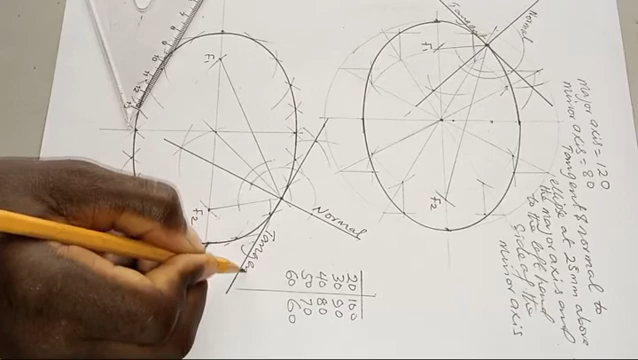 major axis = 120
minor axis = 80
Tangent & normal to
ellipse at 25mm above
the major axis and
to the left hand
side of the
minor axis
Tangent
Normal
F1
F2
F1
F2
Normal
Tange
20 100
30 90
40 80
50 70
60 60